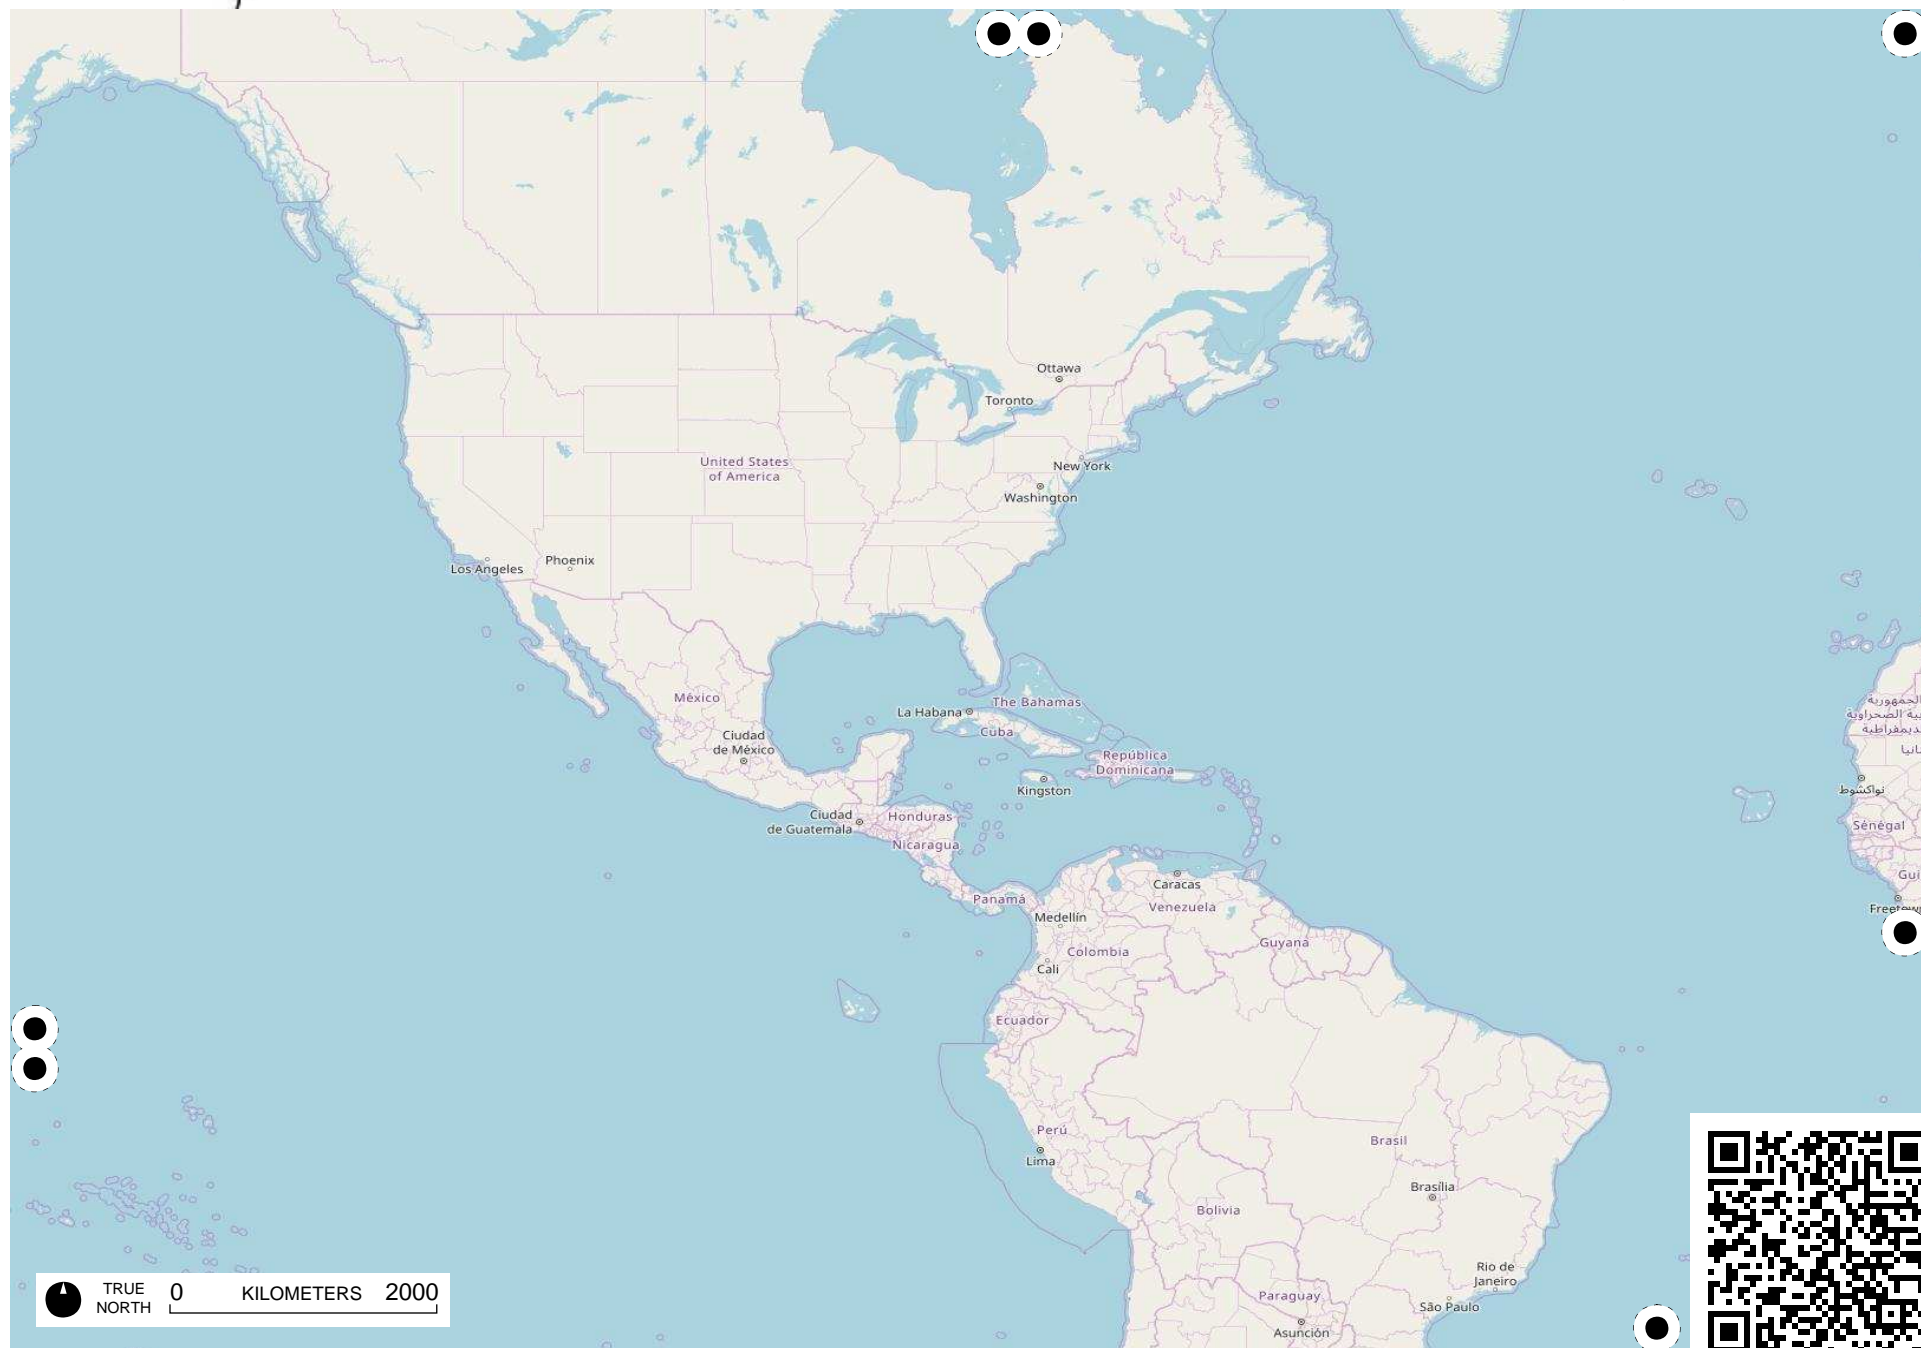 Ottawa
Toronto
United States
of America
New York
Washington
Los Angeles
Phoenix
México
La Habana
The Bahamas
Cuba
Ciudad
de México
República
Dominicana
Kingston
Ciudad
de Guatemala
Honduras
Nicaragua
نواكشوط
Sénégal
Caracas
Panamá
Venezuela
Medellín
Guyana
Colombia
Cali
Ecuador
Perú
Brasil
Lima
Brasília
Bolivia
Rio de
Janeiro
Paraguay
São Paulo
Asunción
TRUE
NORTH
0 KILOMETERS 2000